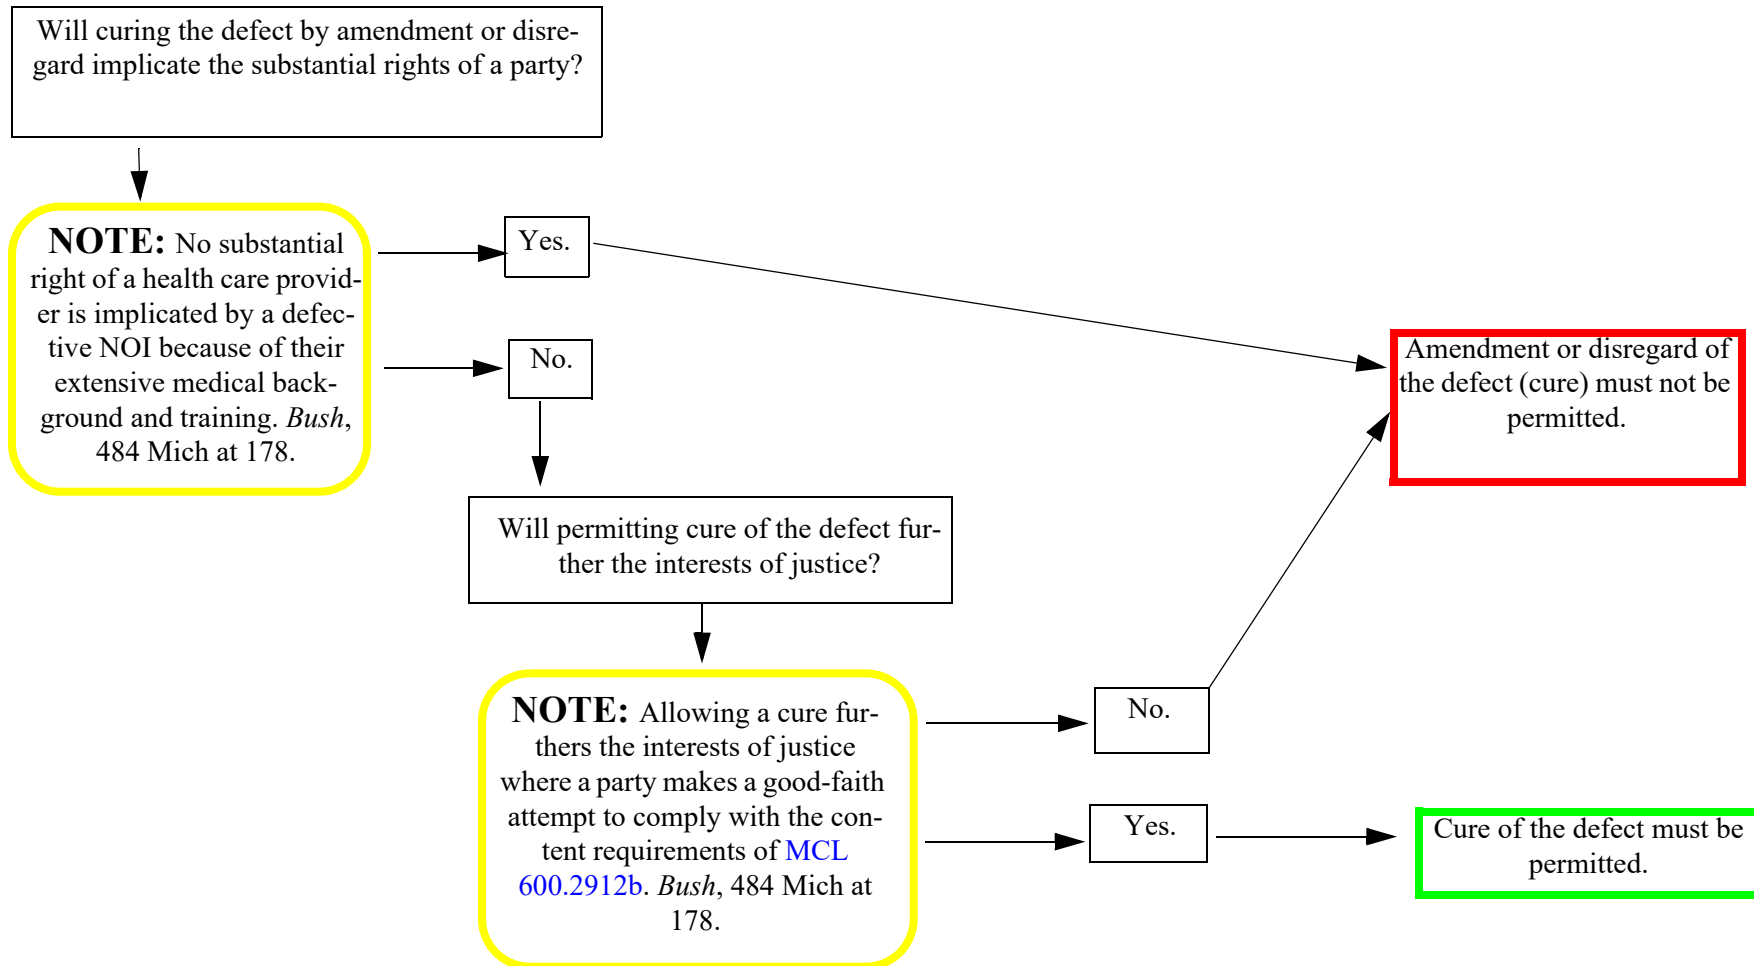 Will curing the defect by amendment or disre-
gard implicate the substantial rights of a party?
NOTE: No substantial
right of a health care provid-
er is implicated by a defec-
tive NOI because of their
extensive medical back-
ground and training. Bush,
484 Mich at 178.
Yes.
No.
Amendment or disregard of
the defect (cure) must not be
permitted.
Will permitting cure of the defect fur-
ther the interests of justice?
NOTE: Allowing a cure fur-
thers the interests of justice
where a party makes a good-faith
attempt to comply with the con-
tent requirements of MCL
600.2912b. Bush, 484 Mich at
178.
No.
Yes.
Cure of the defect must be
permitted.